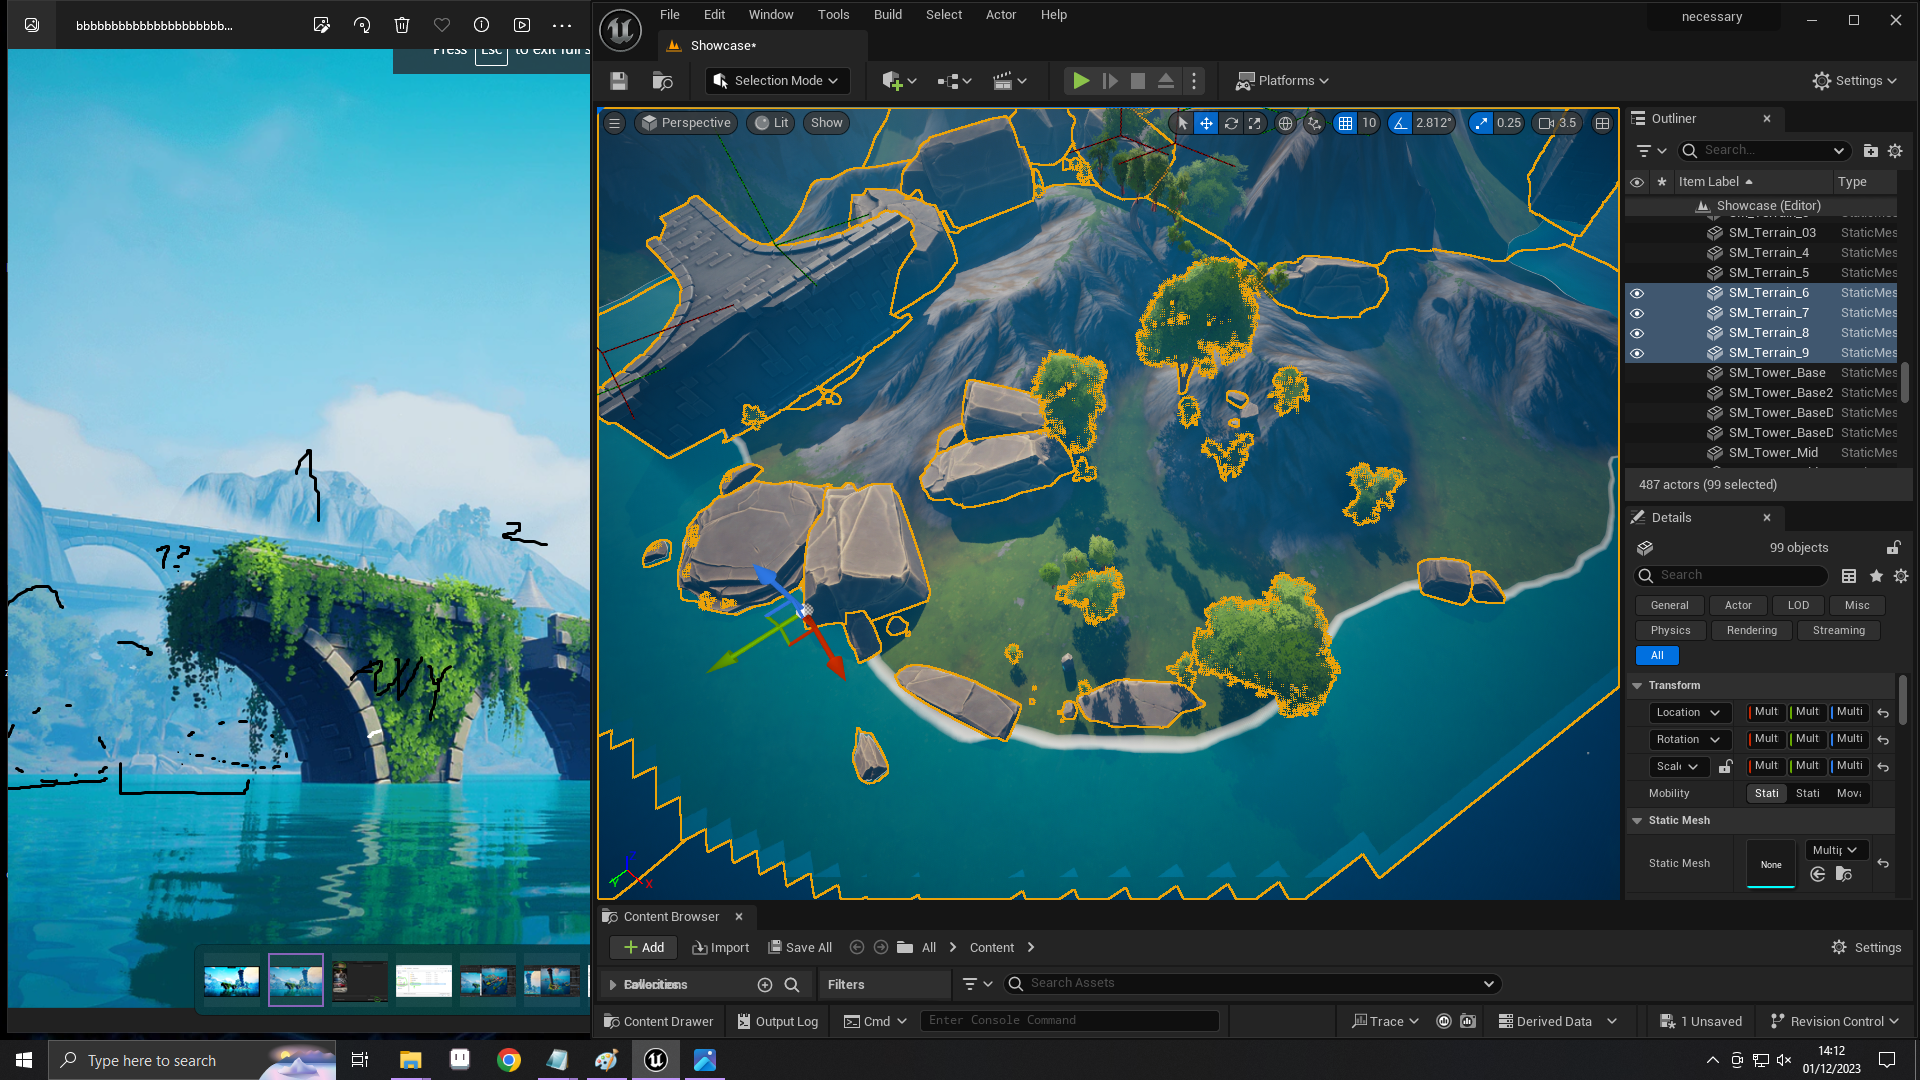 bbbbbbbbbbbbbbbbbbbbb...
Press Esc to exit full s
1
2
??
File Edit Window Tools Build Select Actor Help
necessary
Showcase*
Selection Mode
Platforms
Settings
Perspective
Lit
Show
10
2.812°
0.25
3.5
Outliner
Search...
Item Label
Type
Showcase (Editor)
SM_Terrain_03 StaticMes
SM_Terrain_4 StaticMes
SM_Terrain_5 StaticMes
SM_Terrain_6 StaticMes
SM_Terrain_7 StaticMes
SM_Terrain_8 StaticMes
SM_Terrain_9 StaticMes
SM_Tower_Base StaticMes
SM_Tower_Base2 StaticMes
SM_Tower_BaseD StaticMes
SM_Tower_BaseD StaticMes
SM_Tower_Mid StaticMes
487 actors (99 selected)
Details
99 objects
Search
General Actor LOD Misc
Physics Rendering Streaming
All
Transform
Location Mult Mult Multi
Rotation Mult Mult Multi
Scale Mult Mult Multi
Mobility Stati Stati Mova
Static Mesh
Static Mesh None Multip
X
Content Browser
Add Import Save All All Content
Settings
Collections
Filters
Search Assets
Content Drawer Output Log Cmd Enter Console Command
Trace Derived Data 1 Unsaved Revision Control
Type here to search
14:12
01/12/2023